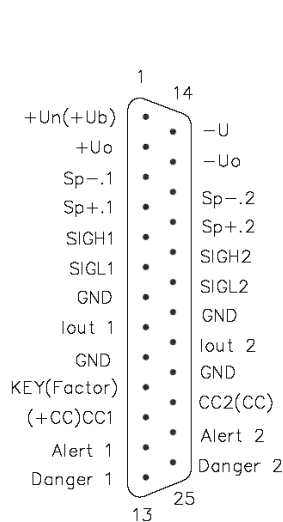 1
14
+Un(+Ub)
-U
+Uo
-Uo
Sp-.1
Sp-.2
Sp+.1
Sp+.2
SIGH1
SIGH2
SIGL1
SIGL2
GND
GND
Iout 1
Iout 2
GND
GND
KEY(Factor)
CC2(CC)
(+CC)CC1
Alert 2
Alert 1
Danger 2
Danger 1
25
13